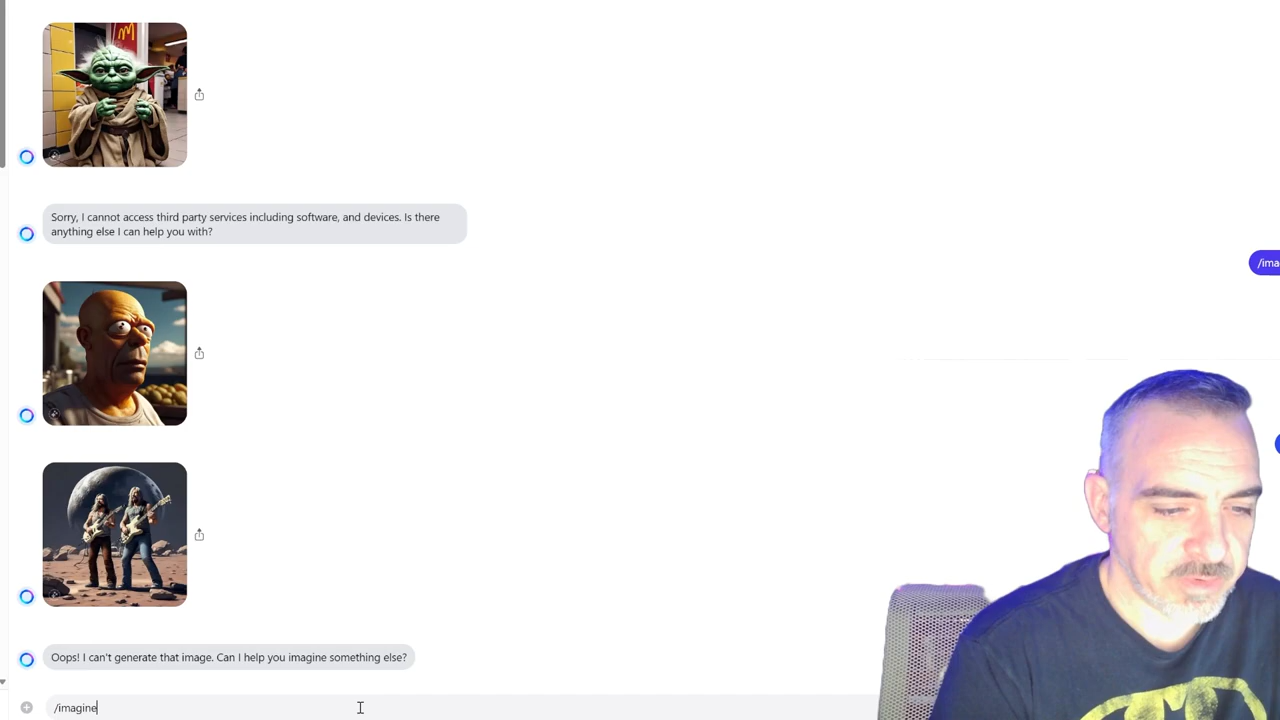 Sorry, I cannot access third party services including software, and devices. Is there
anything else I can help you with?
/ima
Oops! I can't generate that image. Can I help you imagine something else?
/imagine